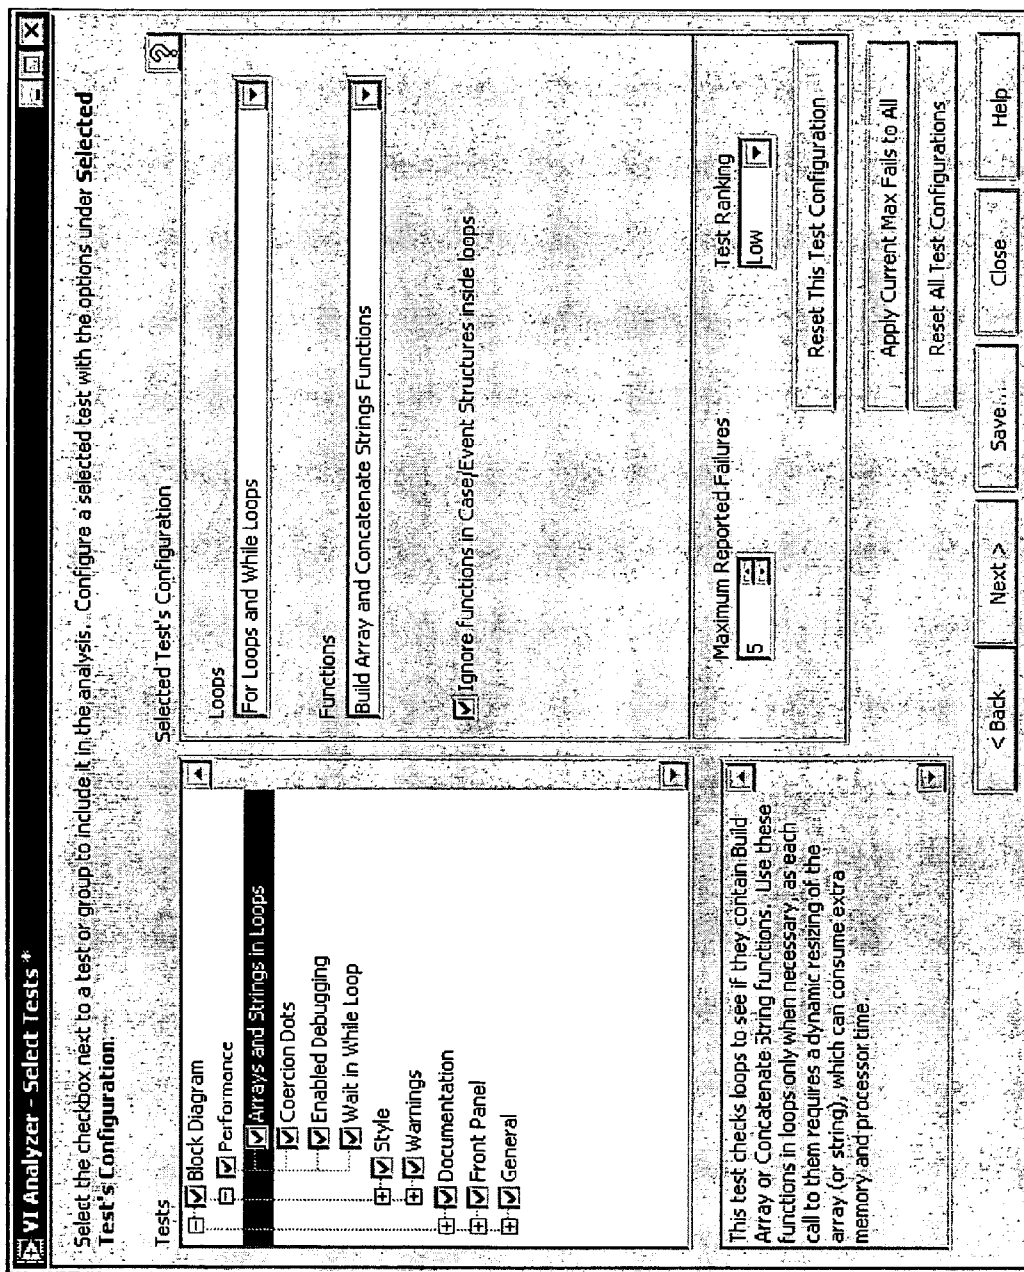 VI Analyzer - Select Tests *
Select the checkbox next to a test or group to include it in the analysis. Configure a selected test with the options under Selected
Test's Configuration.
Tests
Block Diagram
Performance
Arrays and Strings in Loops
Coercion Dots
Enabled Debugging
Wait in While Loop
Style
Warnings
Documentation
Front Panel
General
This test checks loops to see if they contain Build
Array or Concatenate String functions. Use these
functions in loops only when necessary, as each
call to them requires a dynamic resizing of the
array (or string), which can consume extra
memory and processor time.
Selected Test's Configuration
?
Loops
For Loops and While Loops
Functions
Build Array and Concatenate Strings Functions
Ignore functions in Case/Event Structures inside loops
Maximum Reported Failures
5
Test Ranking
Low
Reset This Test Configuration
Apply Current Max Fails to All
Reset All Test Configurations
< Back
Next >
Save...
Close
Help